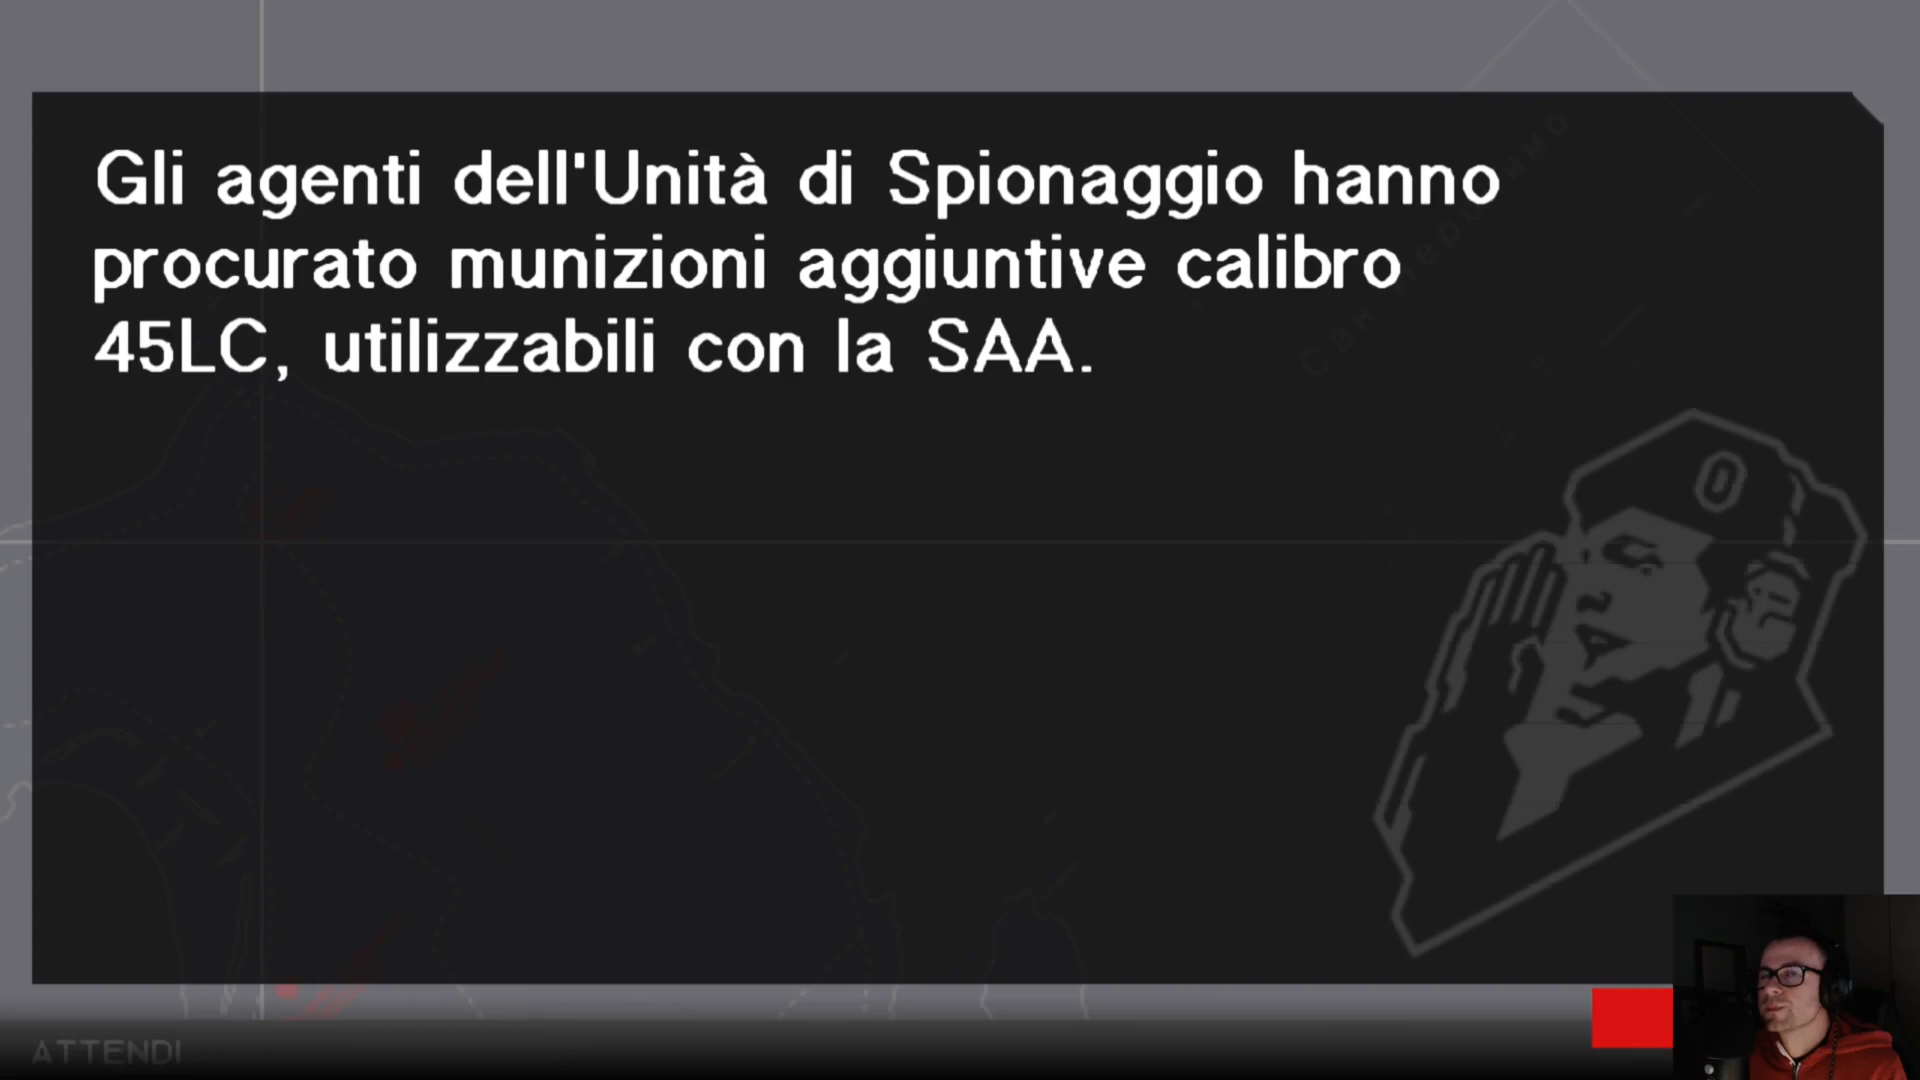 Gli agenti dell'Unità di Spionaggio hanno
procurato munizioni aggiuntive calibro
45LC, utilizzabili con la SAA.
ATTENDI